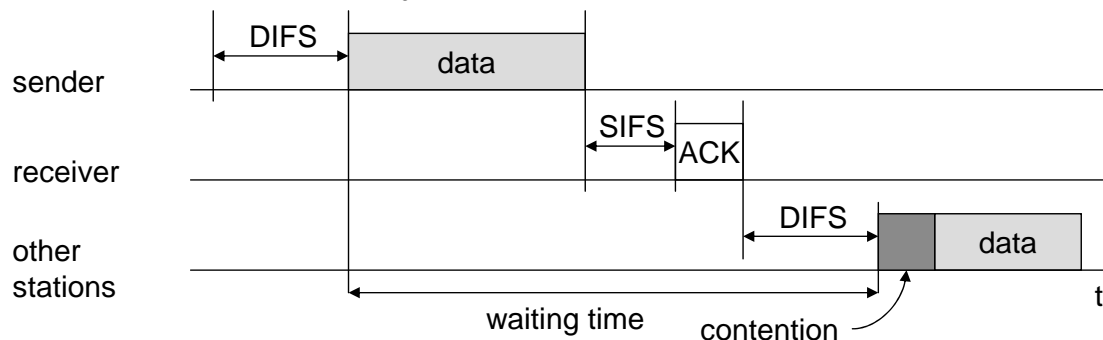 DIFS
data
sender
SIFS
ACK
receiver
DIFS
other
stations
data
t
waiting time
contention